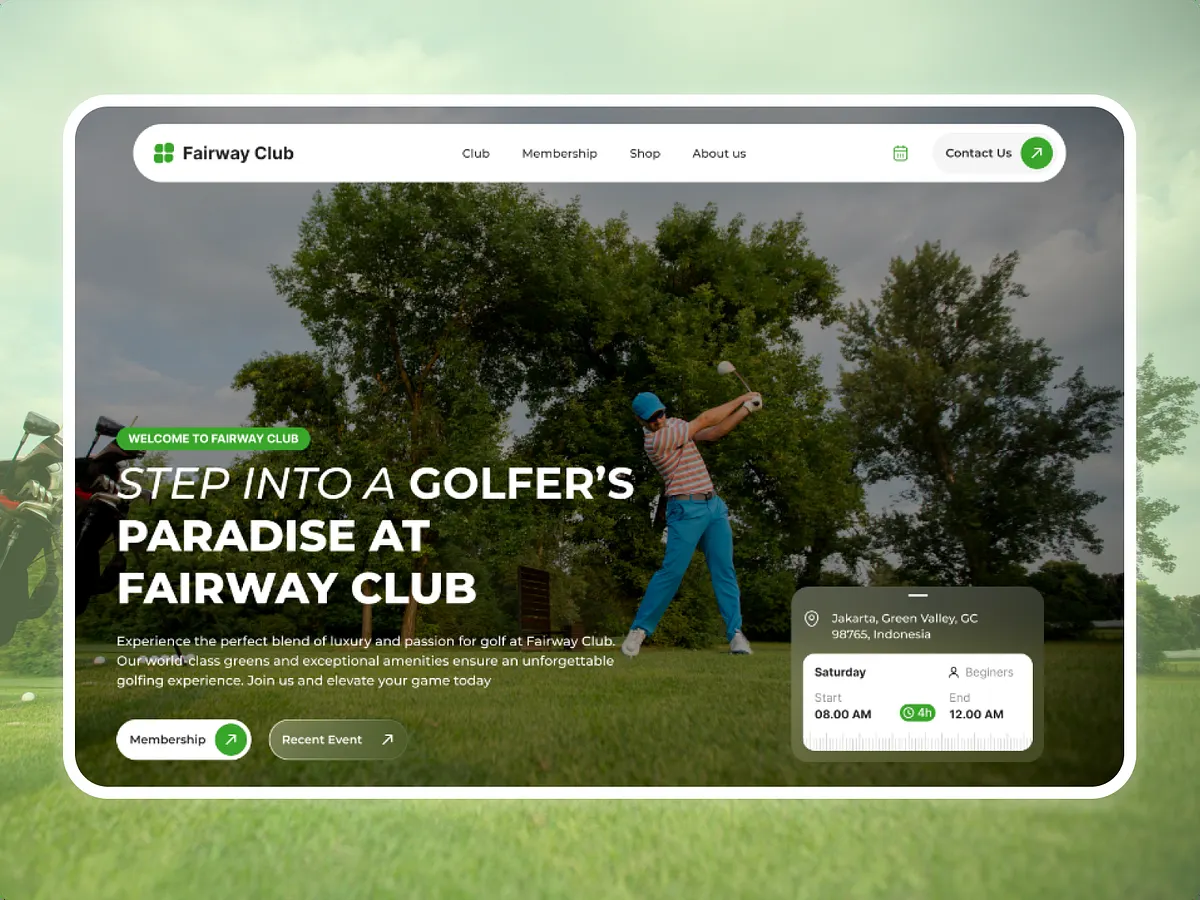 Fairway Club
Club
Membership
Shop
About us
Contact Us
WELCOME TO FAIRWAY CLUB
STEP INTO A GOLFER’S
PARADISE AT
FAIRWAY CLUB
Experience the perfect blend of luxury and passion for golf at Fairway Club.
Our world-class greens and exceptional amenities ensure an unforgettable
golfing experience. Join us and elevate your game today
Membership
Recent Event
Jakarta, Green Valley, GC
98765, Indonesia
Saturday
Beginers
Start
End
08.00 AM
4h
12.00 AM